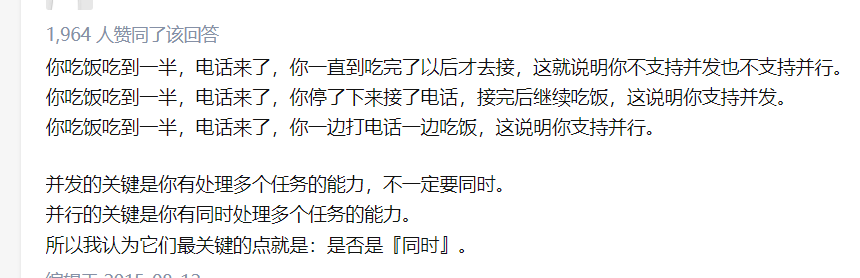 1,964 人赞同了该回答
你吃饭吃到一半，电话来了，你一直到吃完了以后才去接，这就说明你不支持并发也不支持并行。
你吃饭吃到一半，电话来了，你停了下来接了电话，接完后继续吃饭，这说明你支持并发。
你吃饭吃到一半，电话来了，你一边打电话一边吃饭，这说明你支持并行。
并发的关键是你有处理多个任务的能力，不一定要同时。
并行的关键是你有同时处理多个任务的能力。
所以我认为它们最关键的点就是：是否是『同时』。
编辑于 2015-08-12